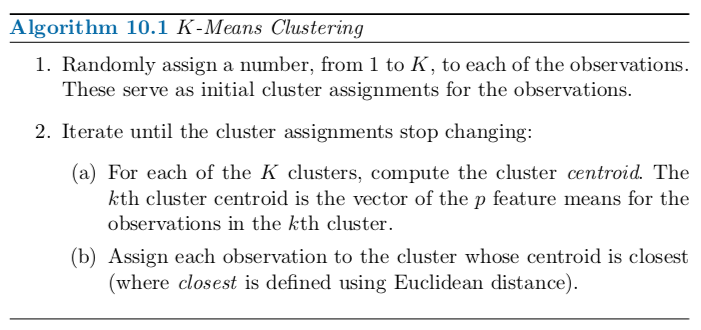 Algorithm 10.1 K-Means Clustering
1. Randomly assign a number, from 1 to K, to each of the observations.
These serve as initial cluster assignments for the observations.
2. Iterate until the cluster assignments stop changing:
(a) For each of the K clusters, compute the cluster centroid. The
kth cluster centroid is the vector of the p feature means for the
observations in the kth cluster.
(b) Assign each observation to the cluster whose centroid is closest
(where closest is defined using Euclidean distance).